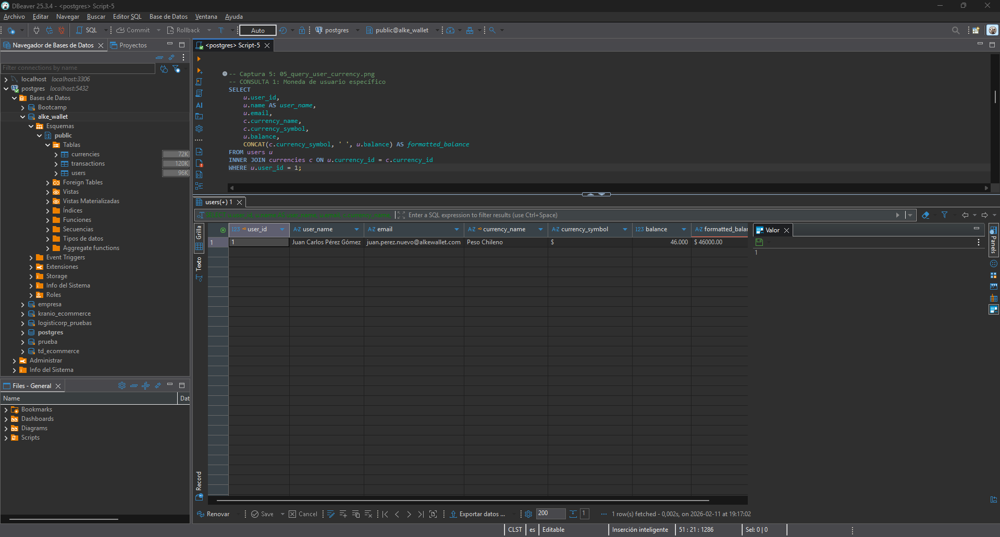 DBeaver 25.3.4 - <postgres> Script-5
Archivo Editar Navegar Buscar Editor SQL Base de Datos Ventana Ayuda
SQL Commit Rollback T Auto postgres public@alke_wallet
Navegador de Bases de Datos Proyectos
Filter connections by name
localhost localhost:3306
postgres localhost:5432
Bases de Datos
Bootcamp
alke_wallet
Esquemas
public
Tablas
currencies 72K
transactions 120K
users 96K
Foreign Tables
Vistas
Vistas Materializadas
Índices
Funciones
Secuencias
Tipos de datos
Aggregate functions
Event Triggers
Extensiones
Storage
Info del Sistema
Roles
empresa
kranio_ecommerce
logisticorp_pruebas
postgres
prueba
td_ecommerce
Administrar
Info del Sistema
Files - General
Name Dat
Bookmarks
Dashboards
Diagrams
Scripts
<postgres> Script-5
AI
-- Captura 5: 05_query_user_currency.png
-- CONSULTA 1: Moneda de usuario específico
SELECT
u.user_id,
u.name AS user_name,
u.email,
c.currency_name,
c.currency_symbol,
u.balance,
CONCAT(c.currency_symbol, ' ', u.balance) AS formatted_balance
FROM users u
INNER JOIN currencies c ON u.currency_id = c.currency_id
WHERE u.user_id = 1;
users(+) 1
SELECT u.user_id, u.name AS user_name, u.email, c.currency_name, Enter a SQL expression to filter results (use Ctrl+Space)
Grilla
Texto
Record
123 user_id A-Z user_name A-Z email A-Z currency_name A-Z currency_symbol 123 balance A-Z formatted_balan
1 1 Juan Carlos Pérez Gómez juan.perez.nuevo@alkewallet.com Peso Chileno $ 46.000 $ 46000.00
Valor
1
Panels
Renovar Save Cancel Exportar datos ... 200 1 ... 1 row(s) fetched - 0,002s, on 2026-02-11 at 19:17:02
CLST es Editable Inserción inteligente 51 : 21 : 1286 Sel: 0 | 0